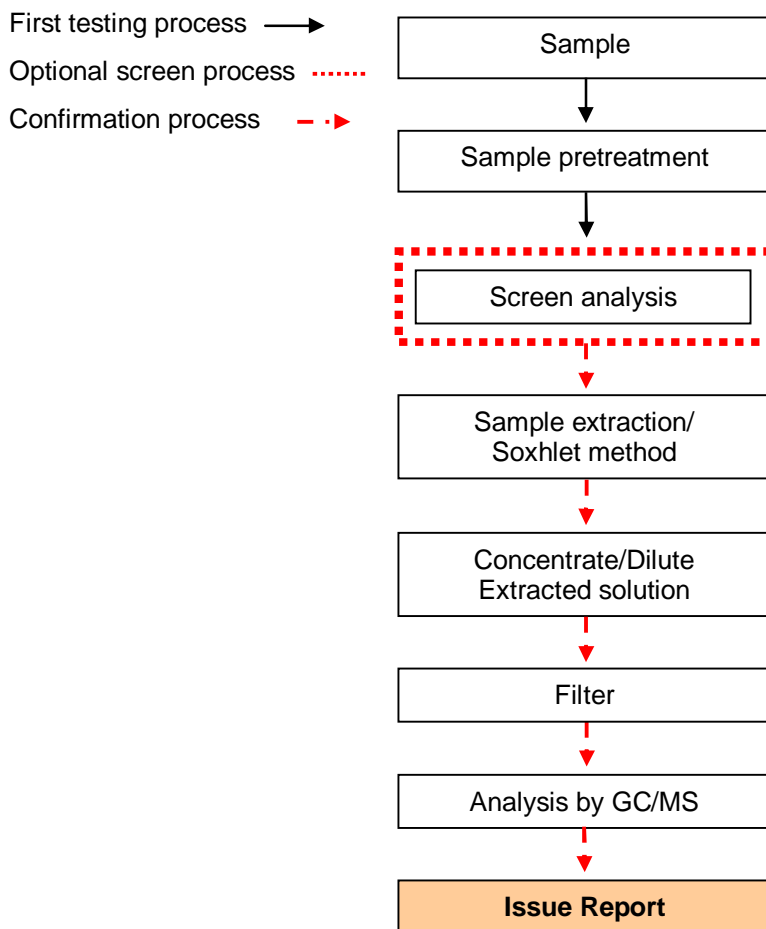 First testing process
Optional screen process
Confirmation process
Sample
Sample pretreatment
Screen analysis
Sample extraction/
Soxhlet method
Concentrate/Dilute
Extracted solution
Filter
Analysis by GC/MS
Issue Report